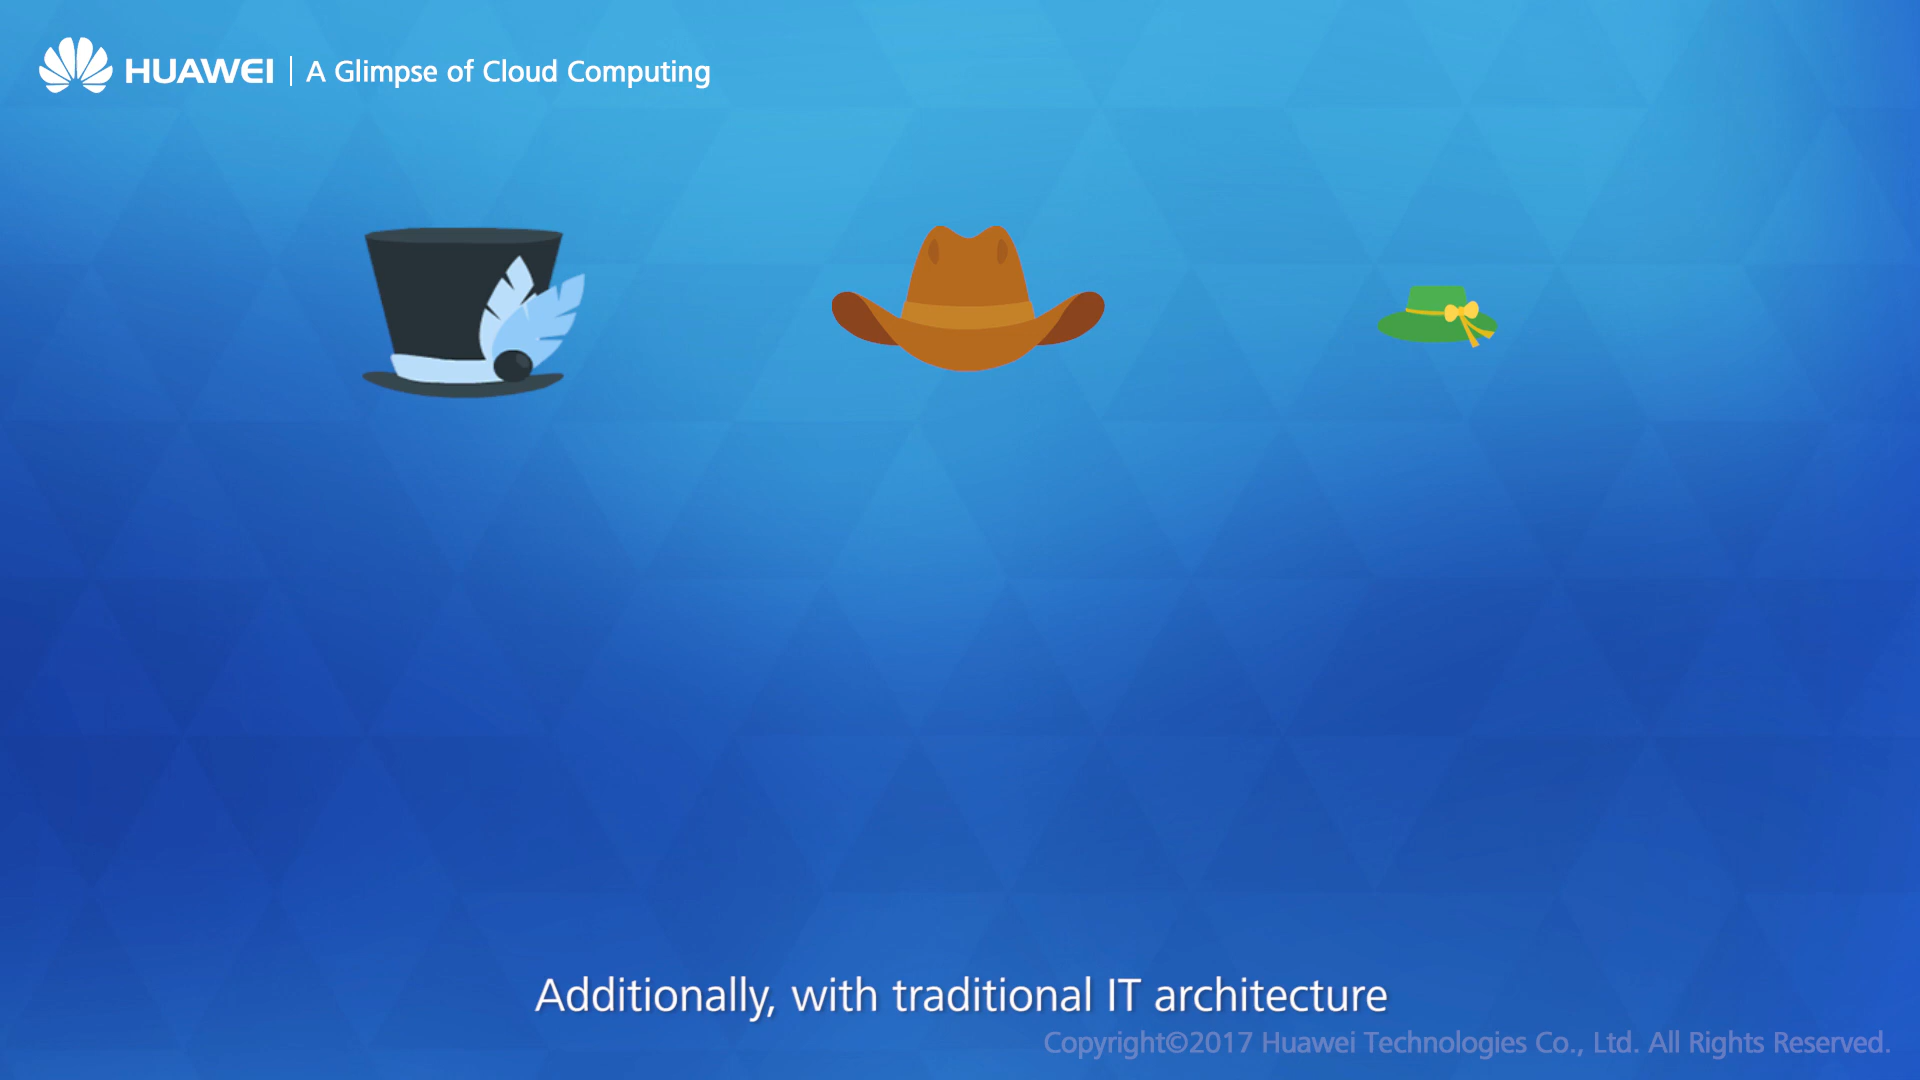 HUAWEI | A Glimpse of Cloud Computing
Additionally, with traditional IT architecture
Copyright©2017 Huawei Technologies Co., Ltd. All Rights Reserved.